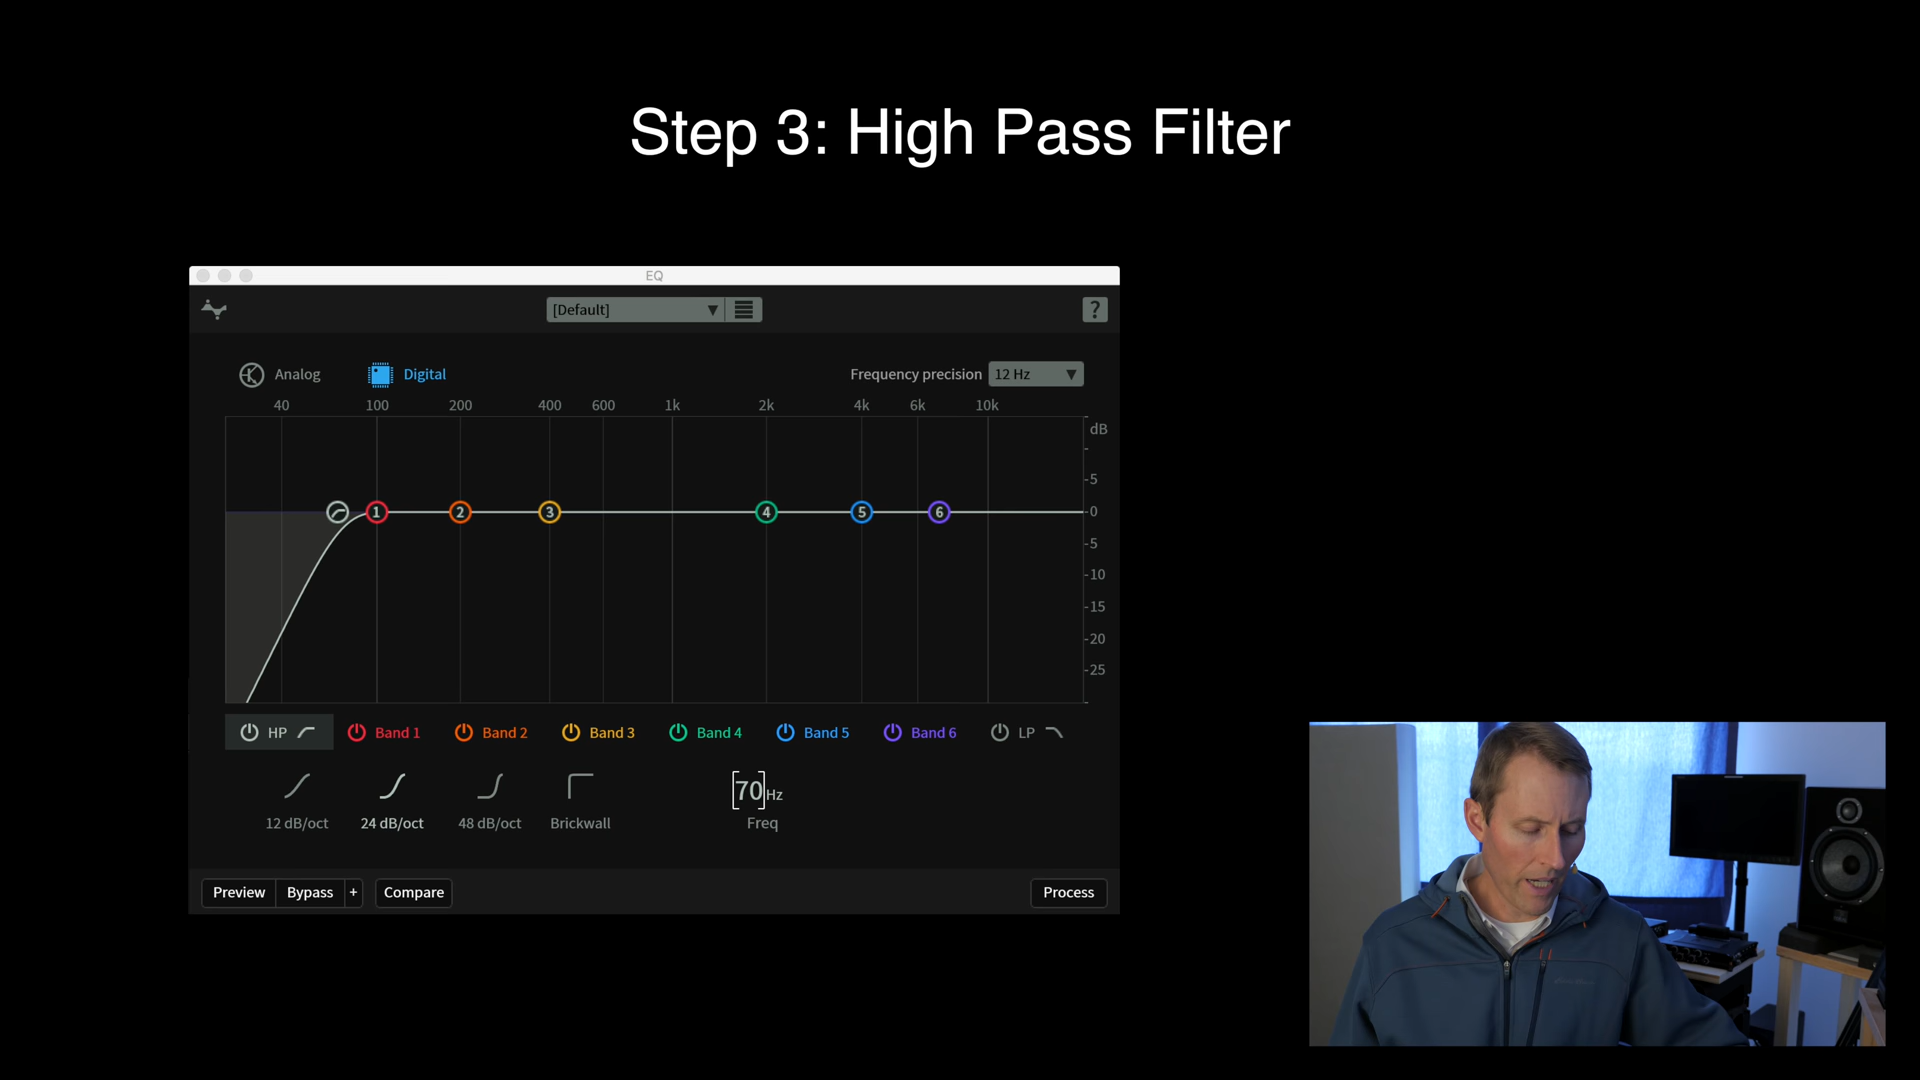 Step 3: High Pass Filter
EQ
[Default]
?
Analog
Digital
Frequency precision
12 Hz
40 100 200 400 600 1k 2k 4k 6k 10k
dB
-5
-0
-5
-10
-15
-20
-25
1 2 3 4 5 6
HP Band 1 Band 2 Band 3 Band 4 Band 5 Band 6 LP
70 Hz
12 dB/oct 24 dB/oct 48 dB/oct Brickwall Freq
Preview Bypass + Compare Process